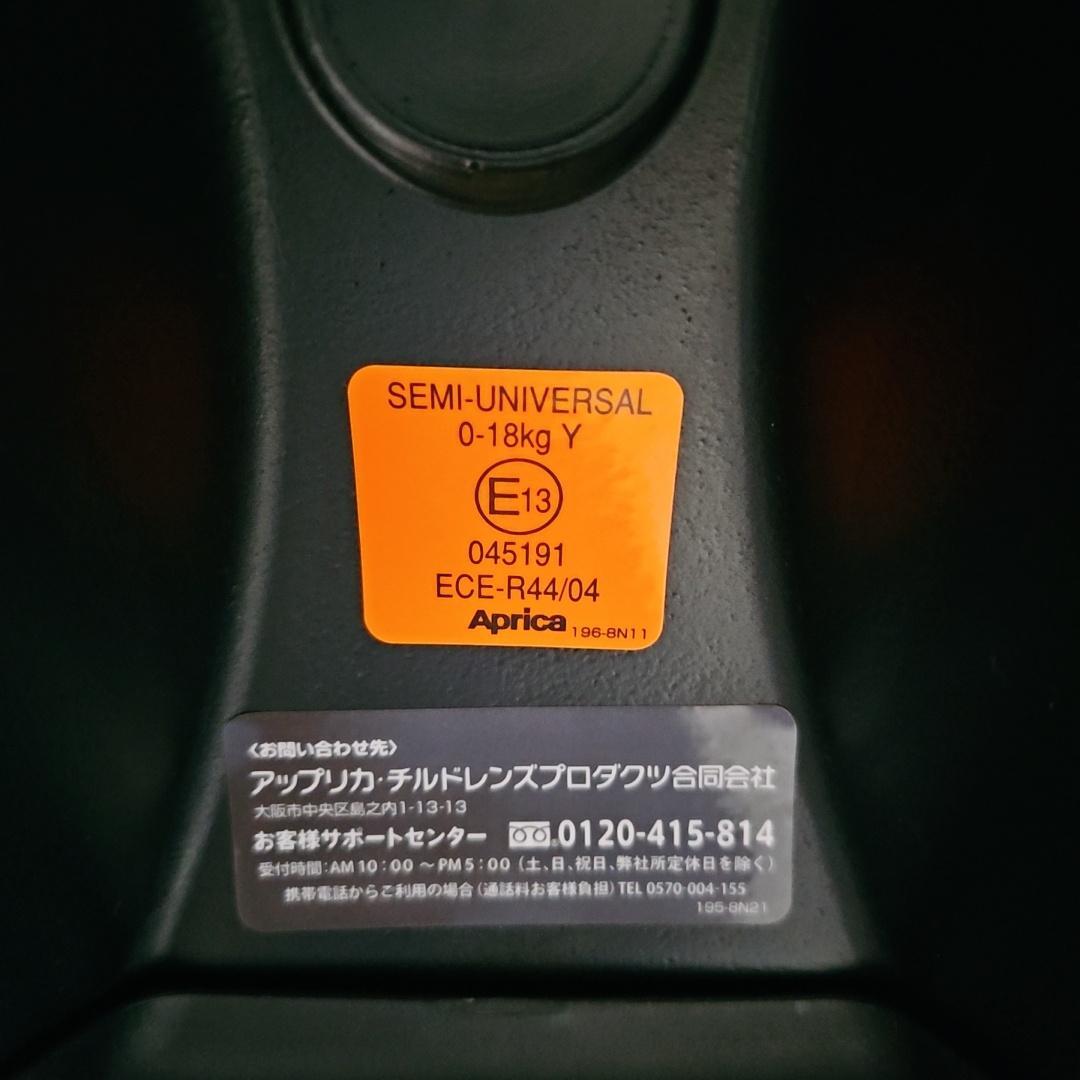 SEMI-UNIVERSAL
0-18kg Y
E13
045191
ECE-R44/04
Aprica 196-8N11
〈お問い合わせ先〉
アップリカ・チルドレンズプロダクツ合同会社
大阪市中央区島之内1-13-13
お客様サポートセンター 0120-415-814
受付時間:AM10:00 ～PM5:00(土、日、祝日、弊社所定休日を除く)
携帯電話からご利用の場合(通話料お客様負担)TEL 0570-004-155
195-8N21